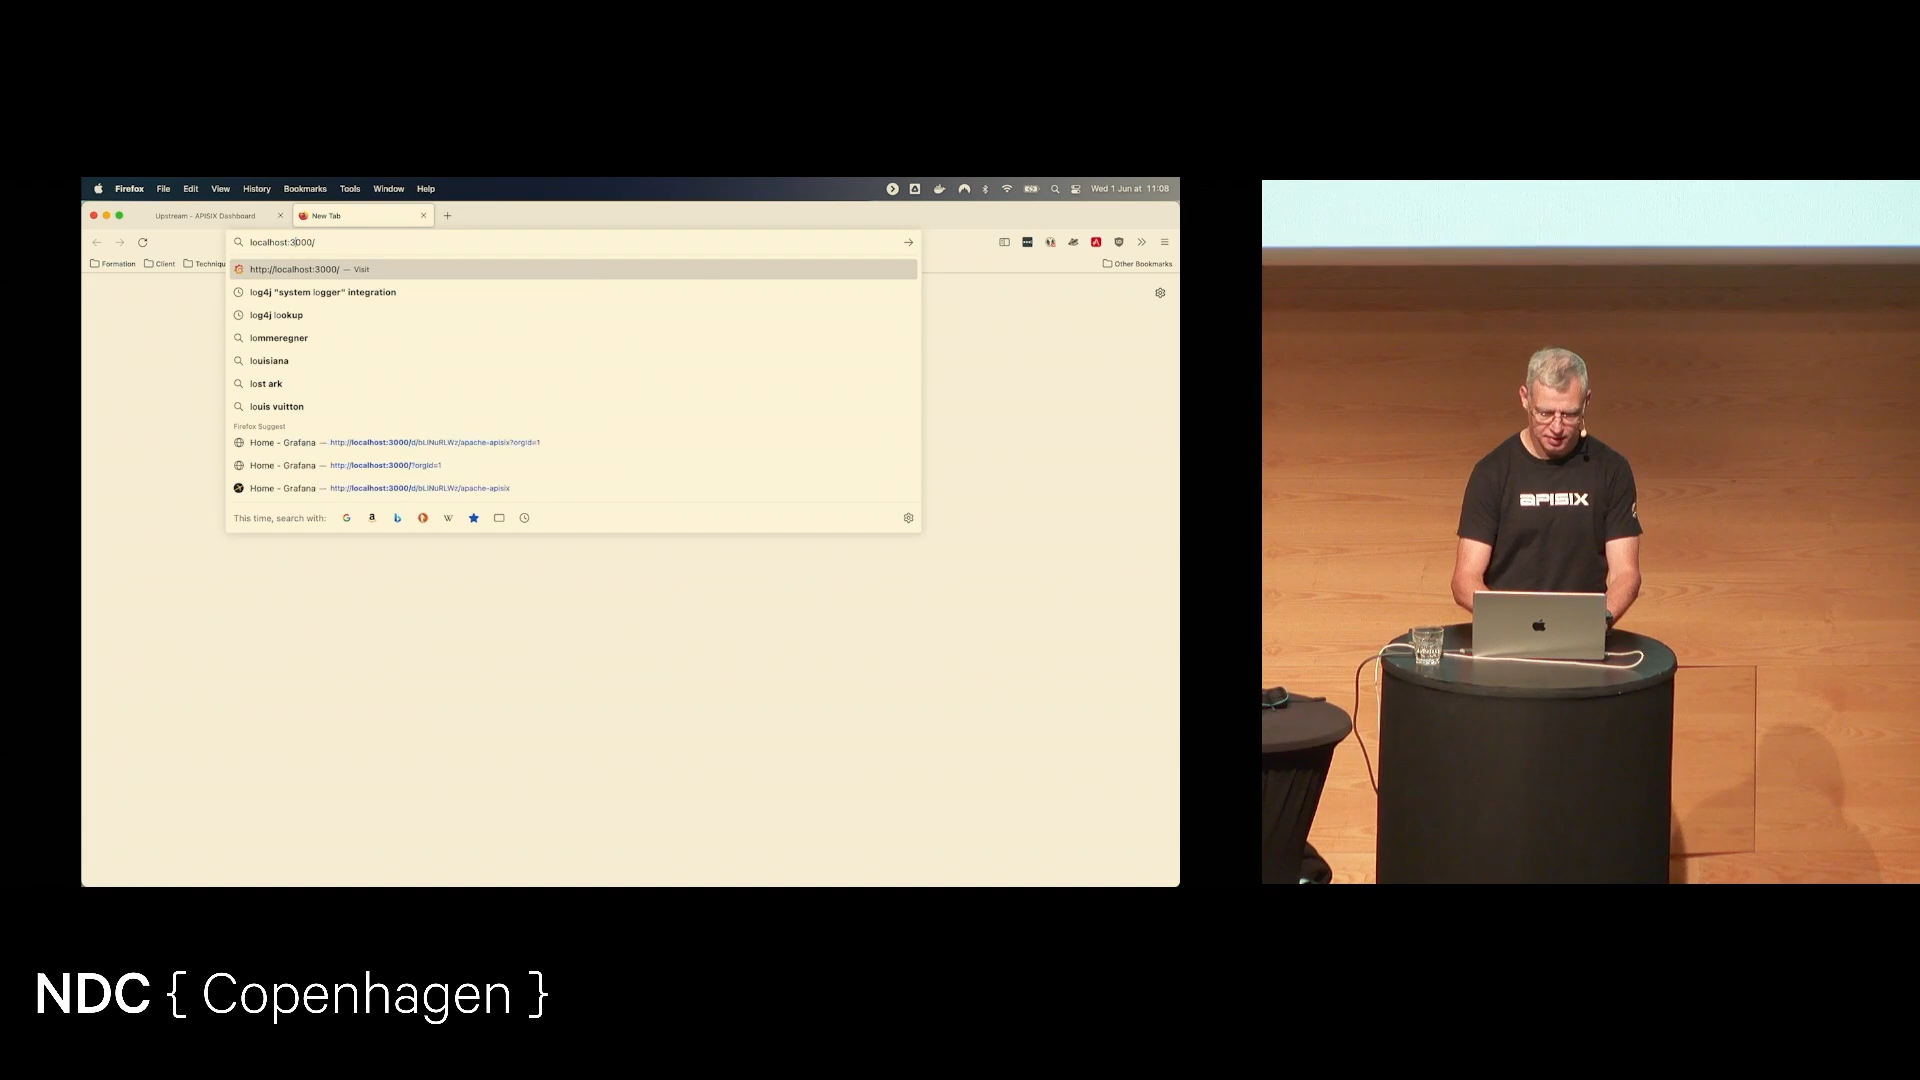 Firefox File Edit View History Bookmarks Tools Window Help Wed 1 Jun at 11:08
Upstream - APISIX Dashboard New Tab
localhost:3000/
Formation Client Techniqu Other Bookmarks
http://localhost:3000/ — Visit
log4j "system logger" integration
log4j lookup
lommeregner
louisiana
lost ark
louis vuitton
Firefox Suggest
Home - Grafana — http://localhost:3000/d/bLlNuRLWz/apache-apisix?orgId=1
Home - Grafana — http://localhost:3000/?orgId=1
Home - Grafana — http://localhost:3000/d/bLlNuRLWz/apache-apisix
This time, search with:
APISIX
NDC { Copenhagen }